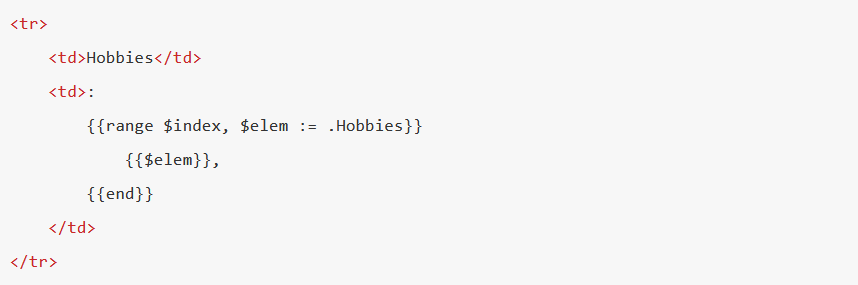 <tr>
    <td>Hobbies</td>
    <td>:
        {{range $index, $elem := .Hobbies}}
            {{$elem}},
        {{end}}
    </td>
</tr>